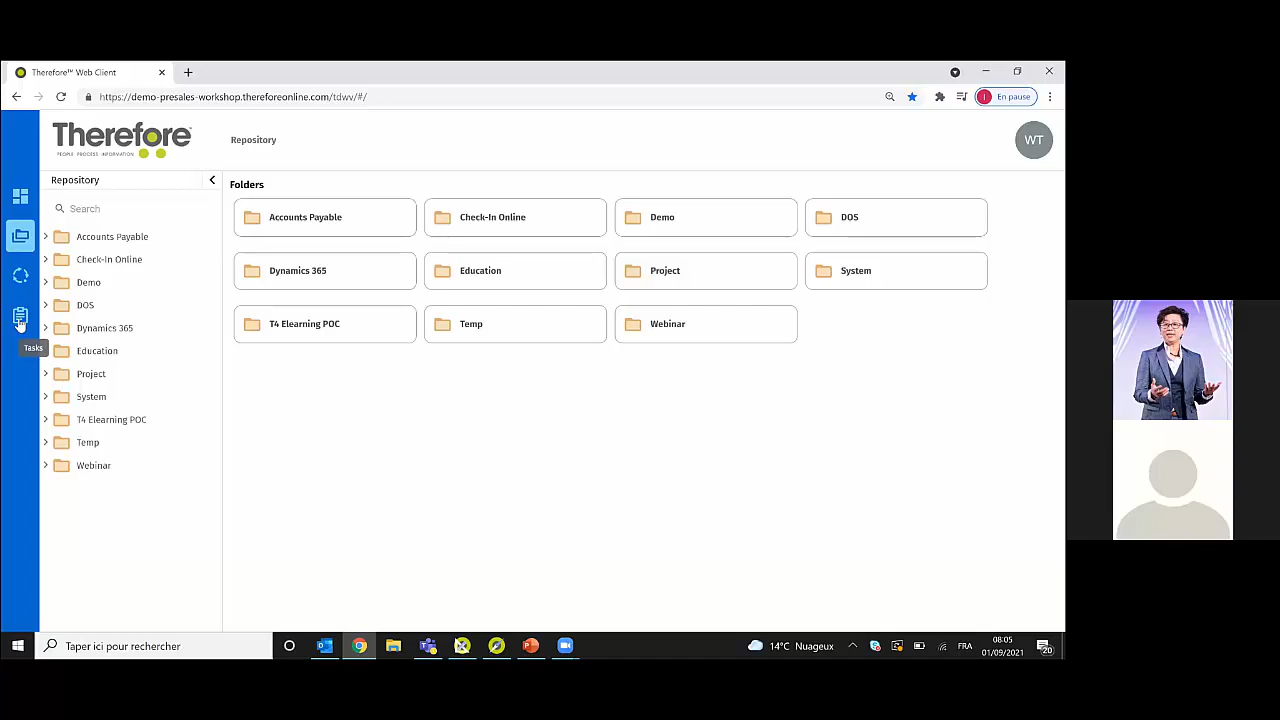 Therefore™ Web Client
https://demo-presales-workshop.thereforeonline.com/tdwv/#/
I
En pause
Therefore
PEOPLE PROCESS INFORMATION
Repository
WT
Repository
Search
Accounts Payable
Check-In Online
Demo
DOS
Dynamics 365
Education
Project
System
T4 Elearning POC
Temp
Webinar
Tasks
Folders
Accounts Payable
Check-In Online
Demo
DOS
Dynamics 365
Education
Project
System
T4 Elearning POC
Temp
Webinar
Taper ici pour rechercher
14°C Nuageux
FRA
08:05
01/09/2021
20